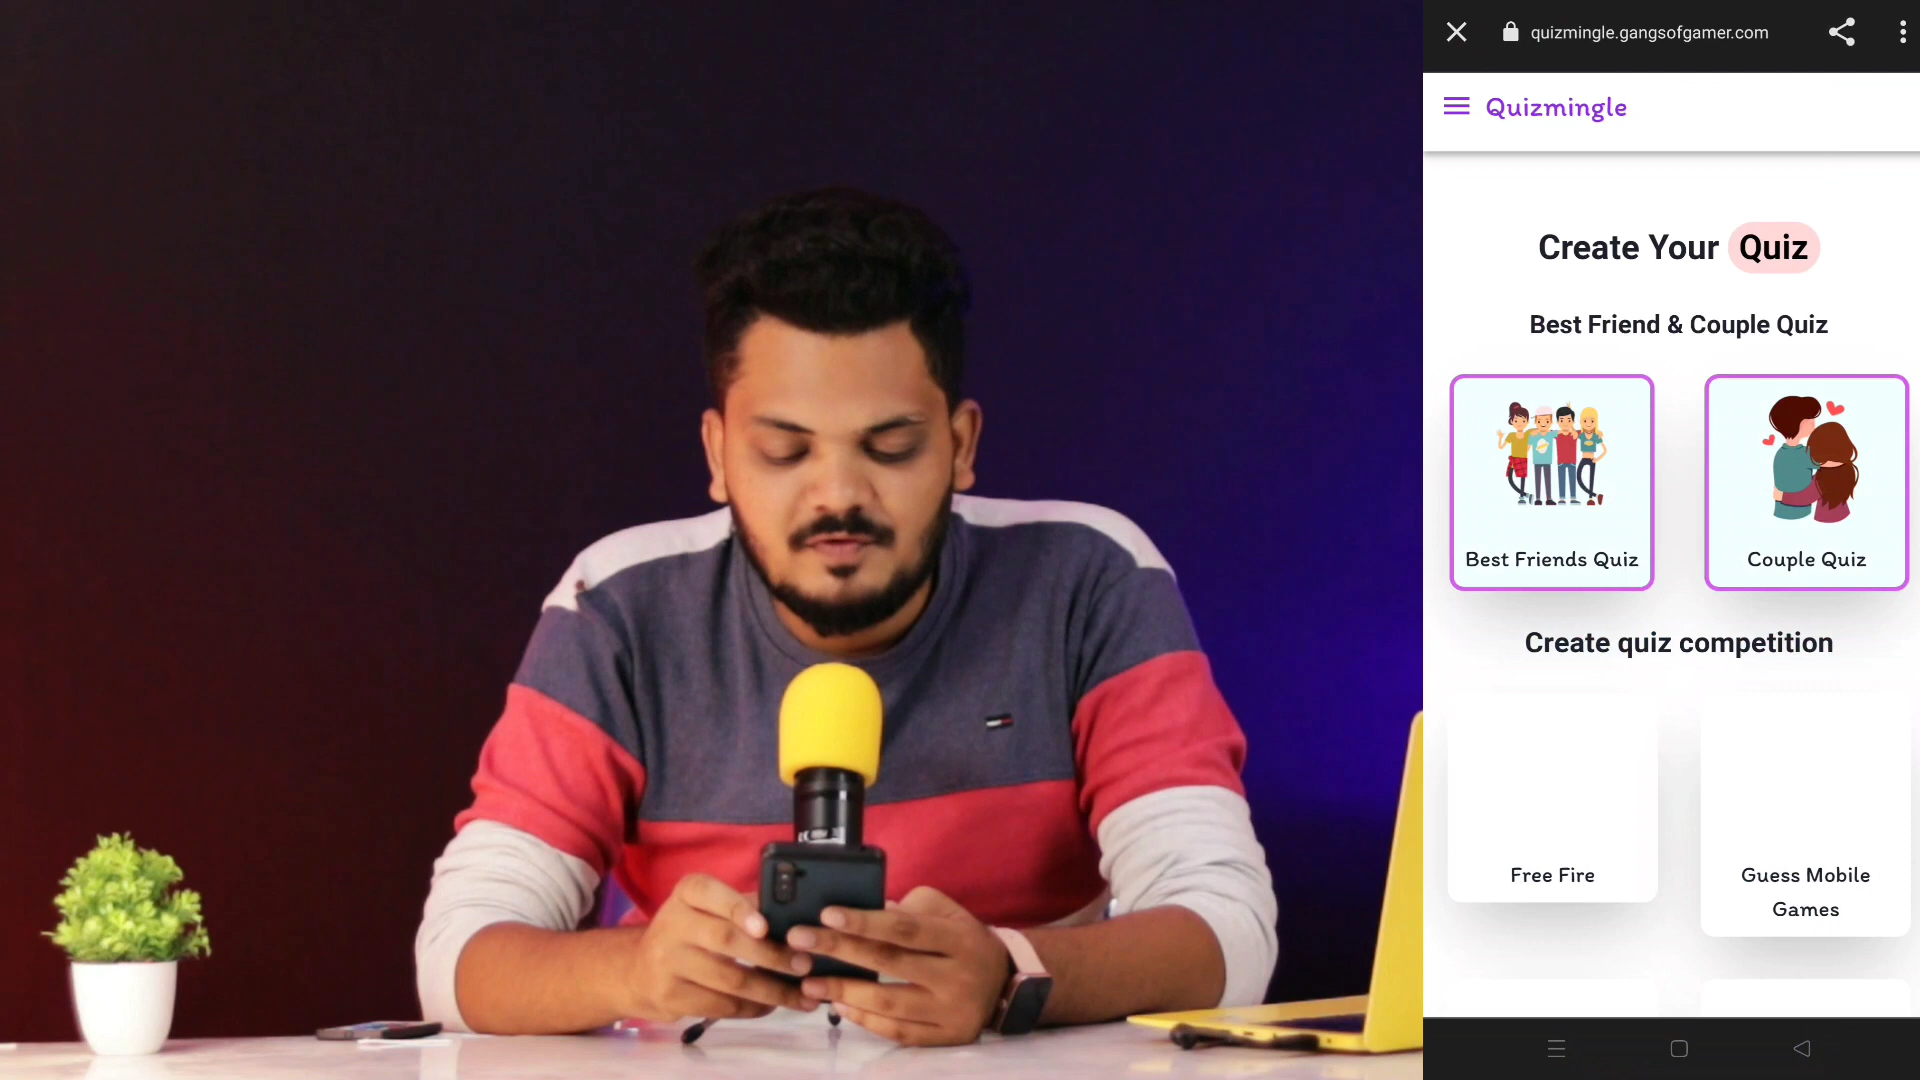 quizmingle.gangsofgamer.com
Quizmingle
Create Your Quiz
Best Friend & Couple Quiz
Best Friends Quiz
Couple Quiz
Create quiz competition
Free Fire
Guess Mobile
Games